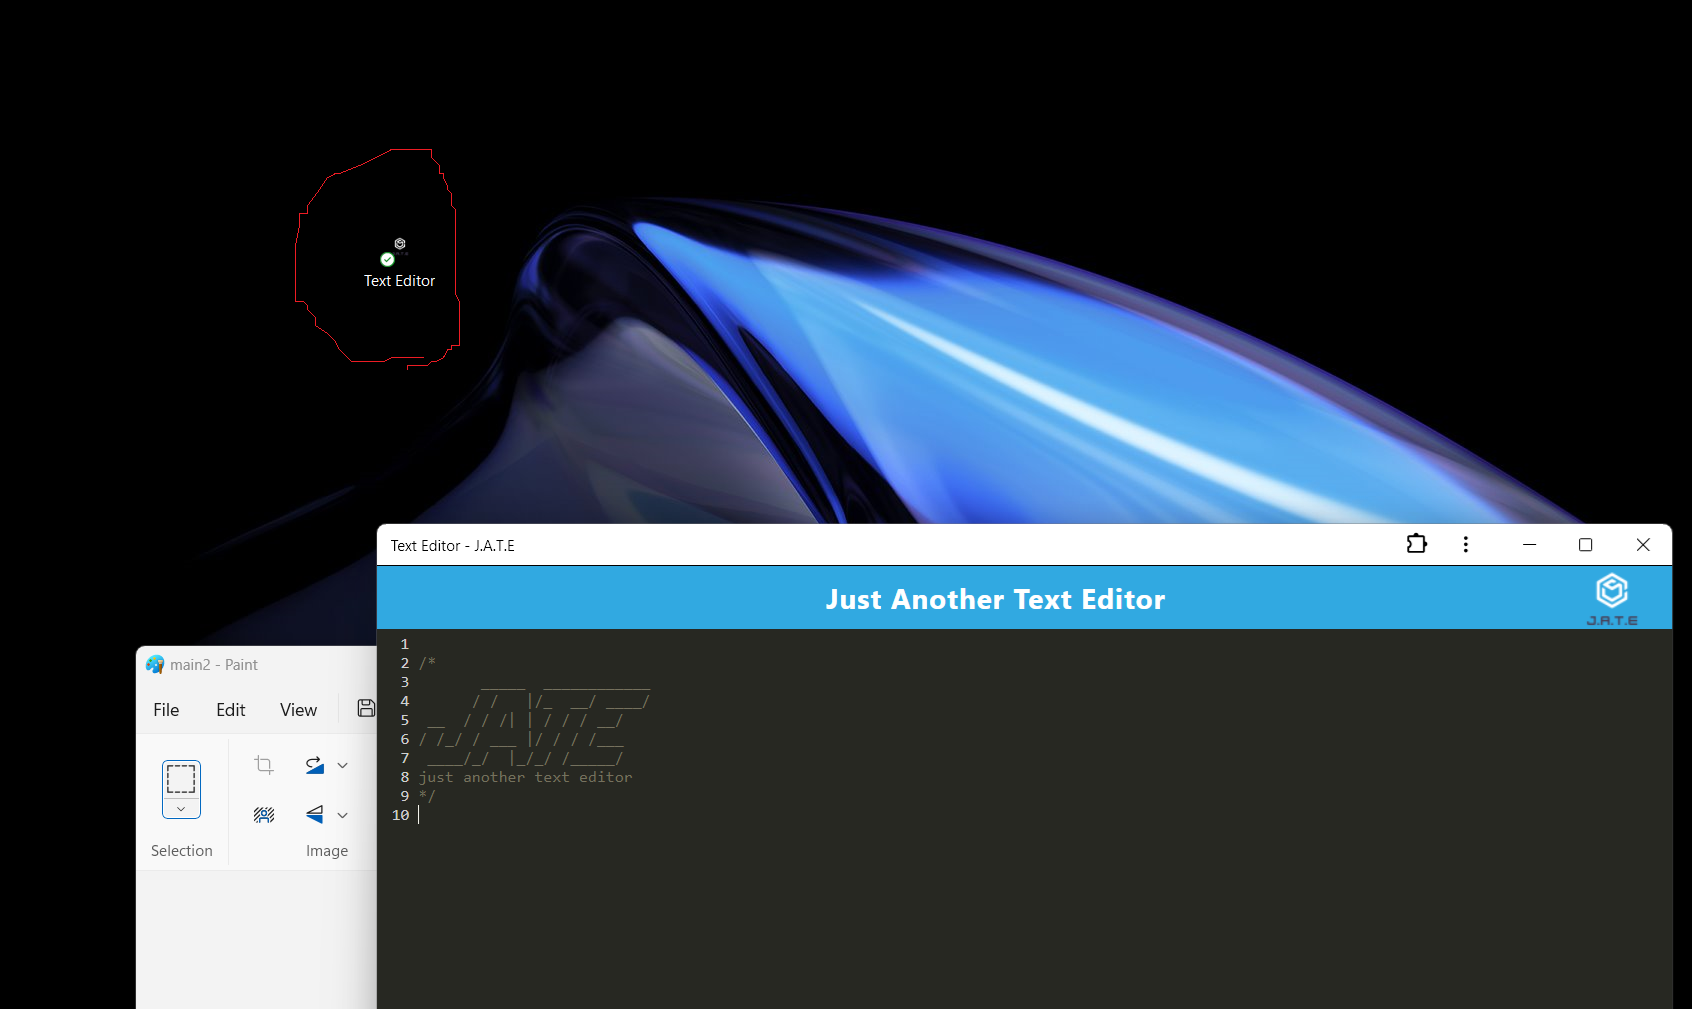 Text Editor
Text Editor - J.A.T.E
Just Another Text Editor
J.A.T.E
1
2 /*
3        _____  ____________
4       / /   |/_  __/ ____/
5  __  / / /| | / / / __/
6 / /_/ / ___ |/ / / /___
7  ____/_/  |_/_/ /_____/
8 just another text editor
9 */
10
main2 - Paint
File Edit View
Selection Image